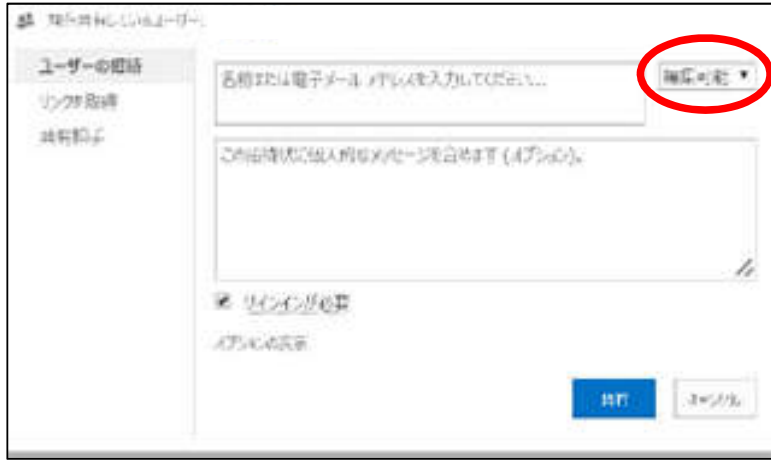 ユーザーの招待
名前または電子メール アドレスを入力してください...
編集可能
リンクの取得
共有相手
この招待状に個人的なメッセージを含めます (オプション)。
サインインが必要
オプションの表示
共有
キャンセル